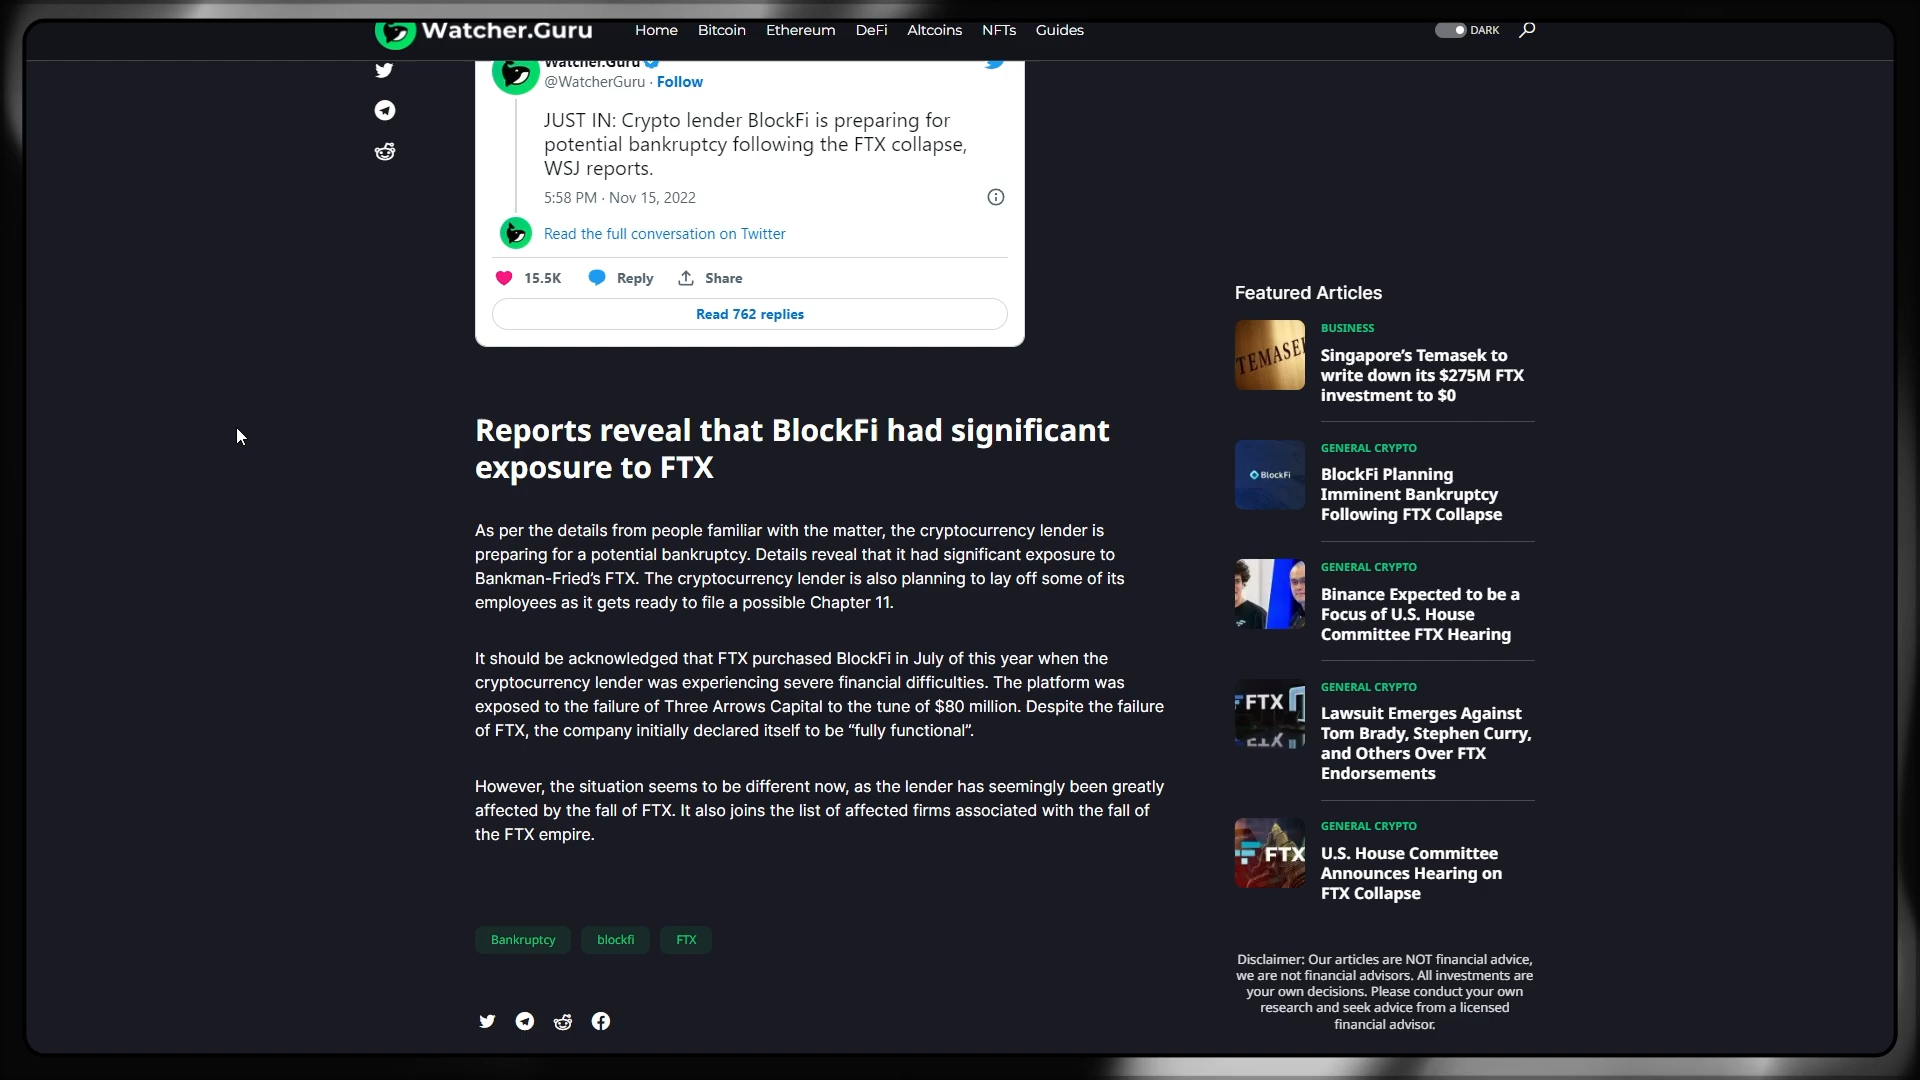 Watcher.Guru
Home
Bitcoin
Ethereum
DeFi
Altcoins
NFTs
Guides
DARK
Watcher.Guru
@WatcherGuru · Follow
JUST IN: Crypto lender BlockFi is preparing for
potential bankruptcy following the FTX collapse,
WSJ reports.
5:58 PM · Nov 15, 2022
Read the full conversation on Twitter
15.5K
Reply
Share
Read 762 replies
Reports reveal that BlockFi had significant
exposure to FTX
As per the details from people familiar with the matter, the cryptocurrency lender is
preparing for a potential bankruptcy. Details reveal that it had significant exposure to
Bankman-Fried’s FTX. The cryptocurrency lender is also planning to lay off some of its
employees as it gets ready to file a possible Chapter 11.
It should be acknowledged that FTX purchased BlockFi in July of this year when the
cryptocurrency lender was experiencing severe financial difficulties. The platform was
exposed to the failure of Three Arrows Capital to the tune of $80 million. Despite the failure
of FTX, the company initially declared itself to be “fully functional”.
However, the situation seems to be different now, as the lender has seemingly been greatly
affected by the fall of FTX. It also joins the list of affected firms associated with the fall of
the FTX empire.
Bankruptcy
blockfi
FTX
Featured Articles
TEMASEK
BUSINESS
Singapore’s Temasek to
write down its $275M FTX
investment to $0
BlockFi
GENERAL CRYPTO
BlockFi Planning
Imminent Bankruptcy
Following FTX Collapse
GENERAL CRYPTO
Binance Expected to be a
Focus of U.S. House
Committee FTX Hearing
FTX
GENERAL CRYPTO
Lawsuit Emerges Against
Tom Brady, Stephen Curry,
and Others Over FTX
Endorsements
FTX
GENERAL CRYPTO
U.S. House Committee
Announces Hearing on
FTX Collapse
Disclaimer: Our articles are NOT financial advice,
we are not financial advisors. All investments are
your own decisions. Please conduct your own
research and seek advice from a licensed
financial advisor.